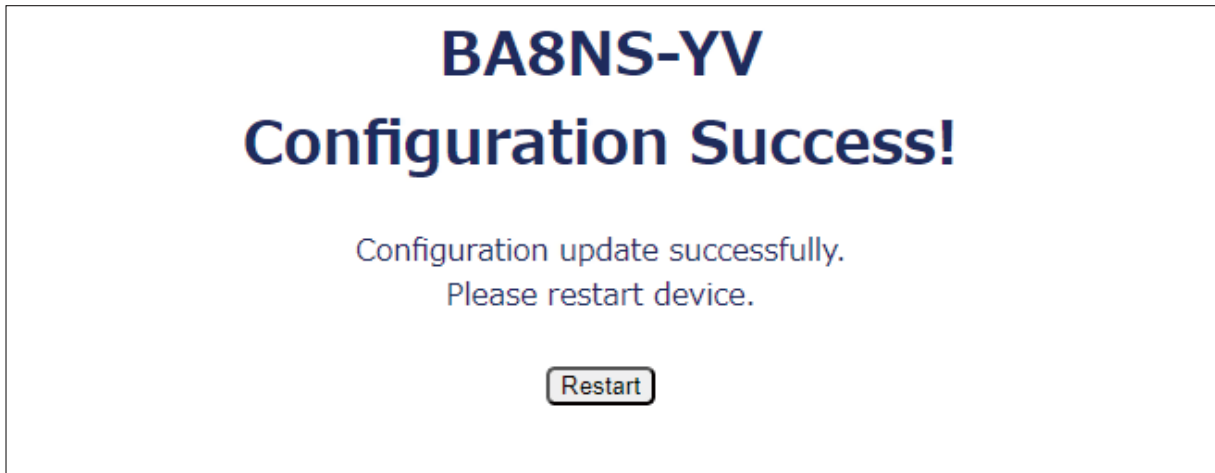 BA8NS-YV
Configuration Success!
Configuration update successfully.
Please restart device.
Restart